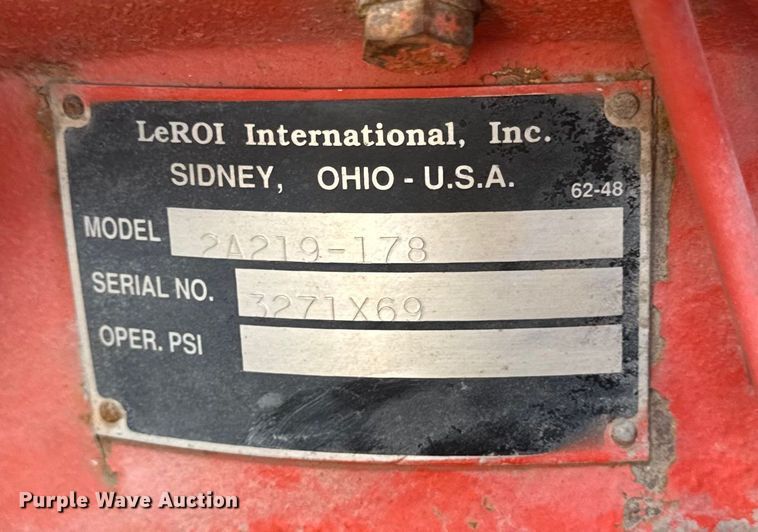 LeROI International, Inc.
SIDNEY, OHIO - U.S.A.
62-48
MODEL 2A219-178
SERIAL NO. 3271X69
OPER. PSI
Purple Wave Auction